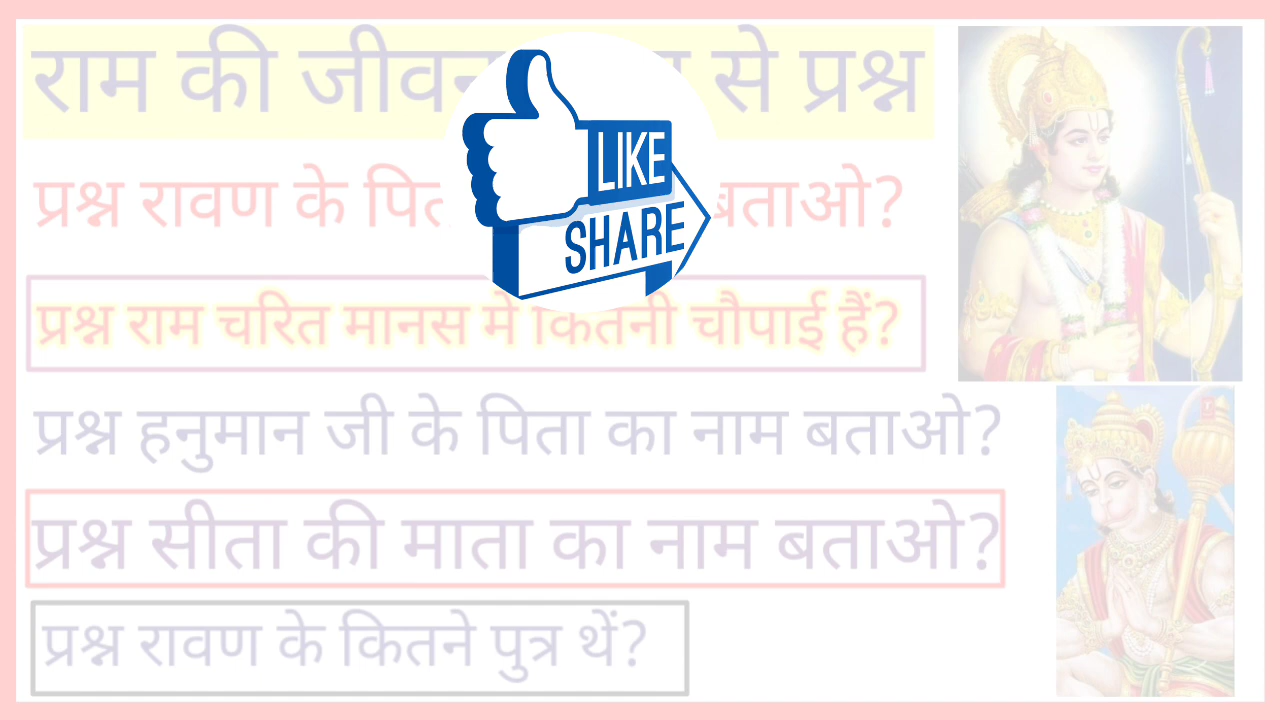 राम की जीवन से प्रश्न
LIKE
प्रश्न रावण के बताओ?
SHARE
प्रश्न राम चरित मानस में कितनी चौपाई हैं?
प्रश्न हनुमान जी के पिता का नाम बताओ?
प्रश्न सीता की माता का नाम बताओ?
प्रश्न रावण के कितने पुत्र थें?